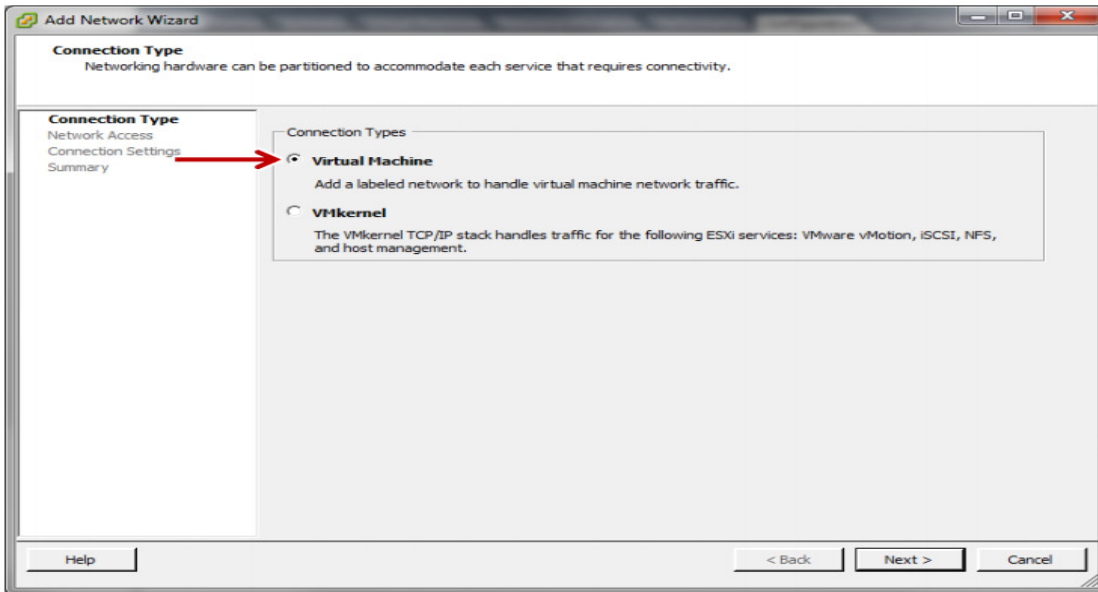 Add Network Wizard
Connection Type
Networking hardware can be partitioned to accommodate each service that requires connectivity.
Connection Type
Network Access
Connection Settings
Summary
Connection Types
Virtual Machine
Add a labeled network to handle virtual machine network traffic.
VMkernel
The VMkernel TCP/IP stack handles traffic for the following ESXi services: VMware vMotion, iSCSI, NFS,
and host management.
Help
< Back
Next >
Cancel